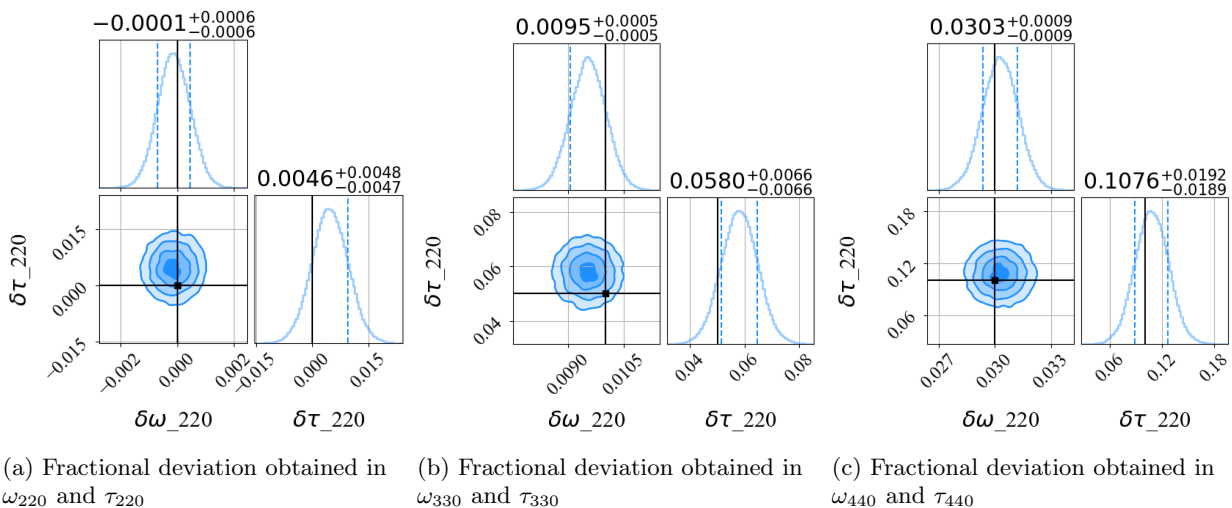 −0.0001 +0.0006 −0.0006
0.0046 +0.0048 −0.0047
δτ_220
0.015
0.000
−0.015
−0.002
0.000
0.002
δω_220
−0.015
0.000
0.015
δτ_220
(a) Fractional deviation obtained in
ω220 and τ220
0.0095 +0.0005 −0.0005
0.0580 +0.0066 −0.0066
δτ_220
0.08
0.06
0.04
0.0090
0.0105
δω_220
0.04
0.06
0.08
δτ_220
(b) Fractional deviation obtained in
ω330 and τ330
0.0303 +0.0009 −0.0009
0.1076 +0.0192 −0.0189
δτ_220
0.18
0.12
0.06
0.027
0.030
0.033
δω_220
0.06
0.12
0.18
δτ_220
(c) Fractional deviation obtained in
ω440 and τ440